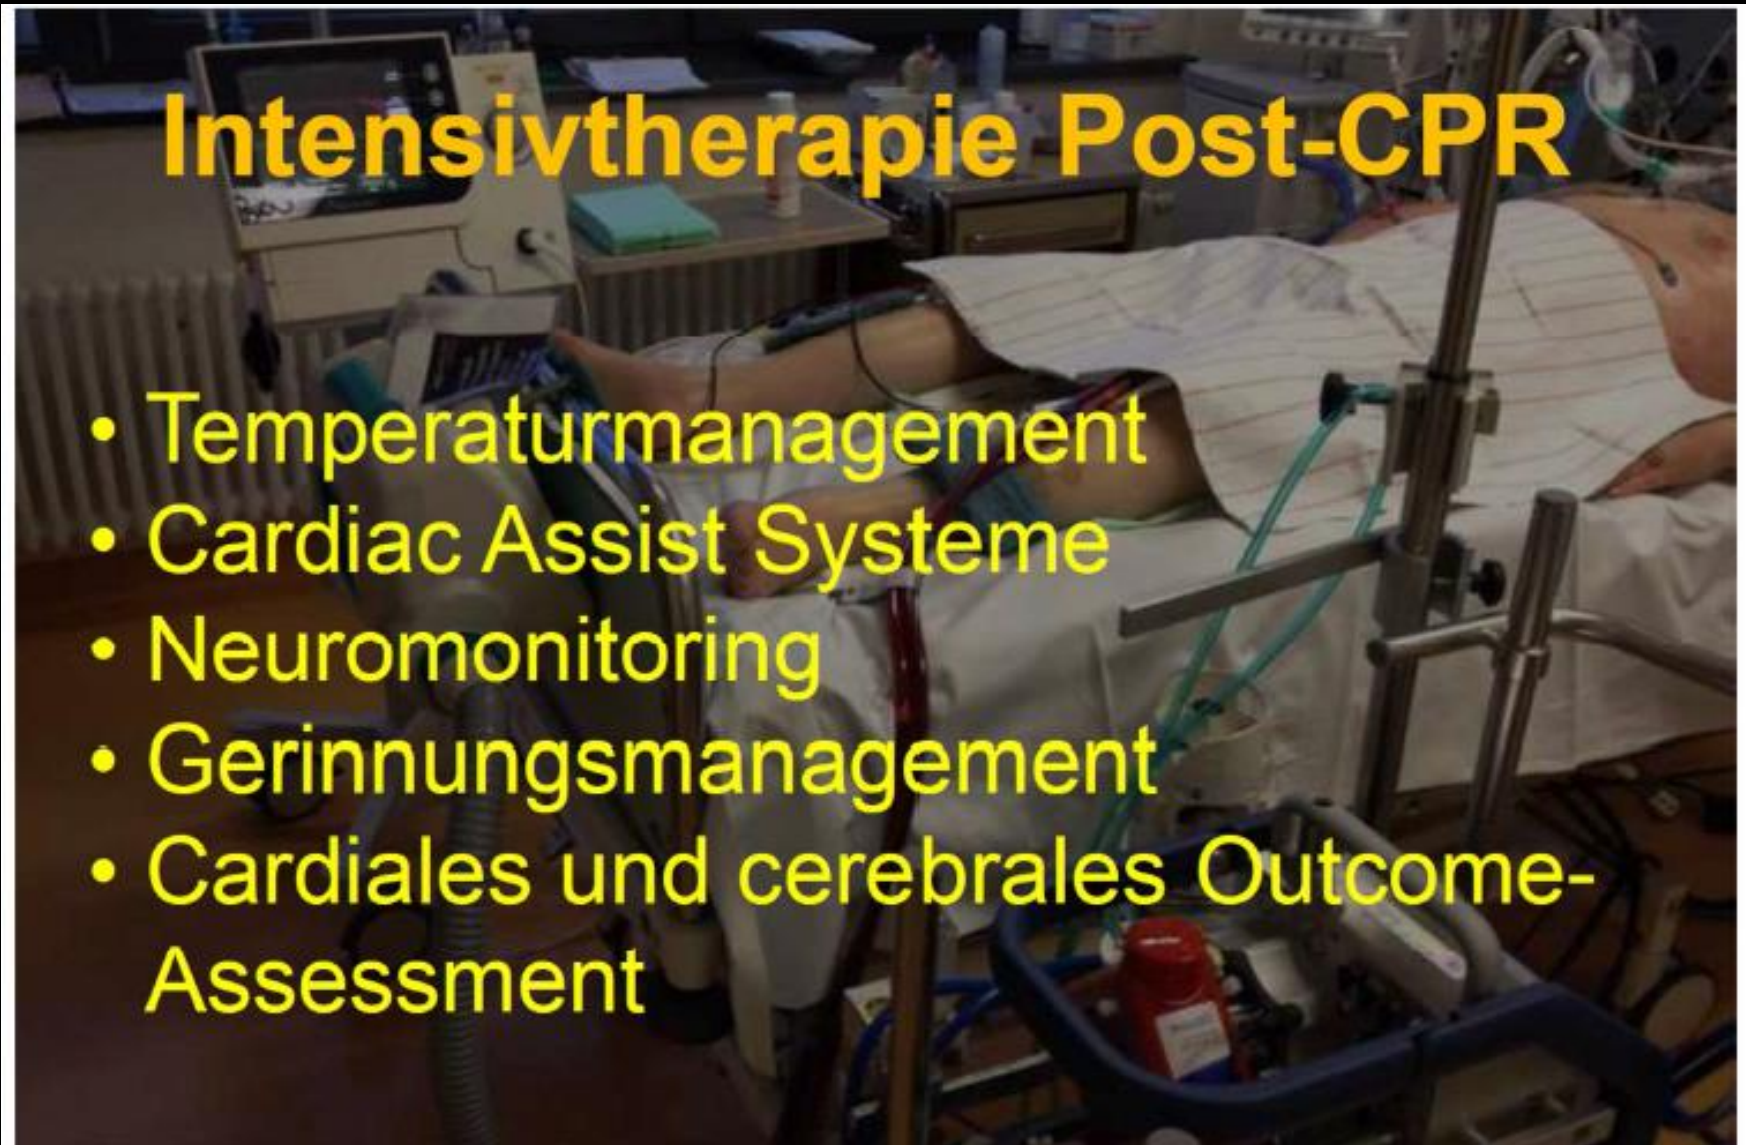 Intensivtherapie Post-CPR
• Temperaturmanagement
• Cardiac Assist Systeme
• Neuromonitoring
• Gerinnungsmanagement
• Cardiales und cerebrales Outcome-
Assessment